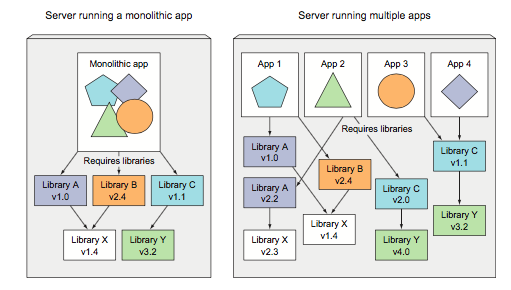 Server running a monolithic app
Monolithic app
Requires libraries
Library A
v1.0
Library B
v2.4
Library C
v1.1
Library X
v1.4
Library Y
v3.2
Server running multiple apps
App 1
App 2
App 3
App 4
Requires libraries
Library A
v1.0
Library C
v1.1
Library B
v2.4
Library A
v2.2
Library C
v2.0
Library Y
v3.2
Library X
v1.4
Library X
v2.3
Library Y
v4.0